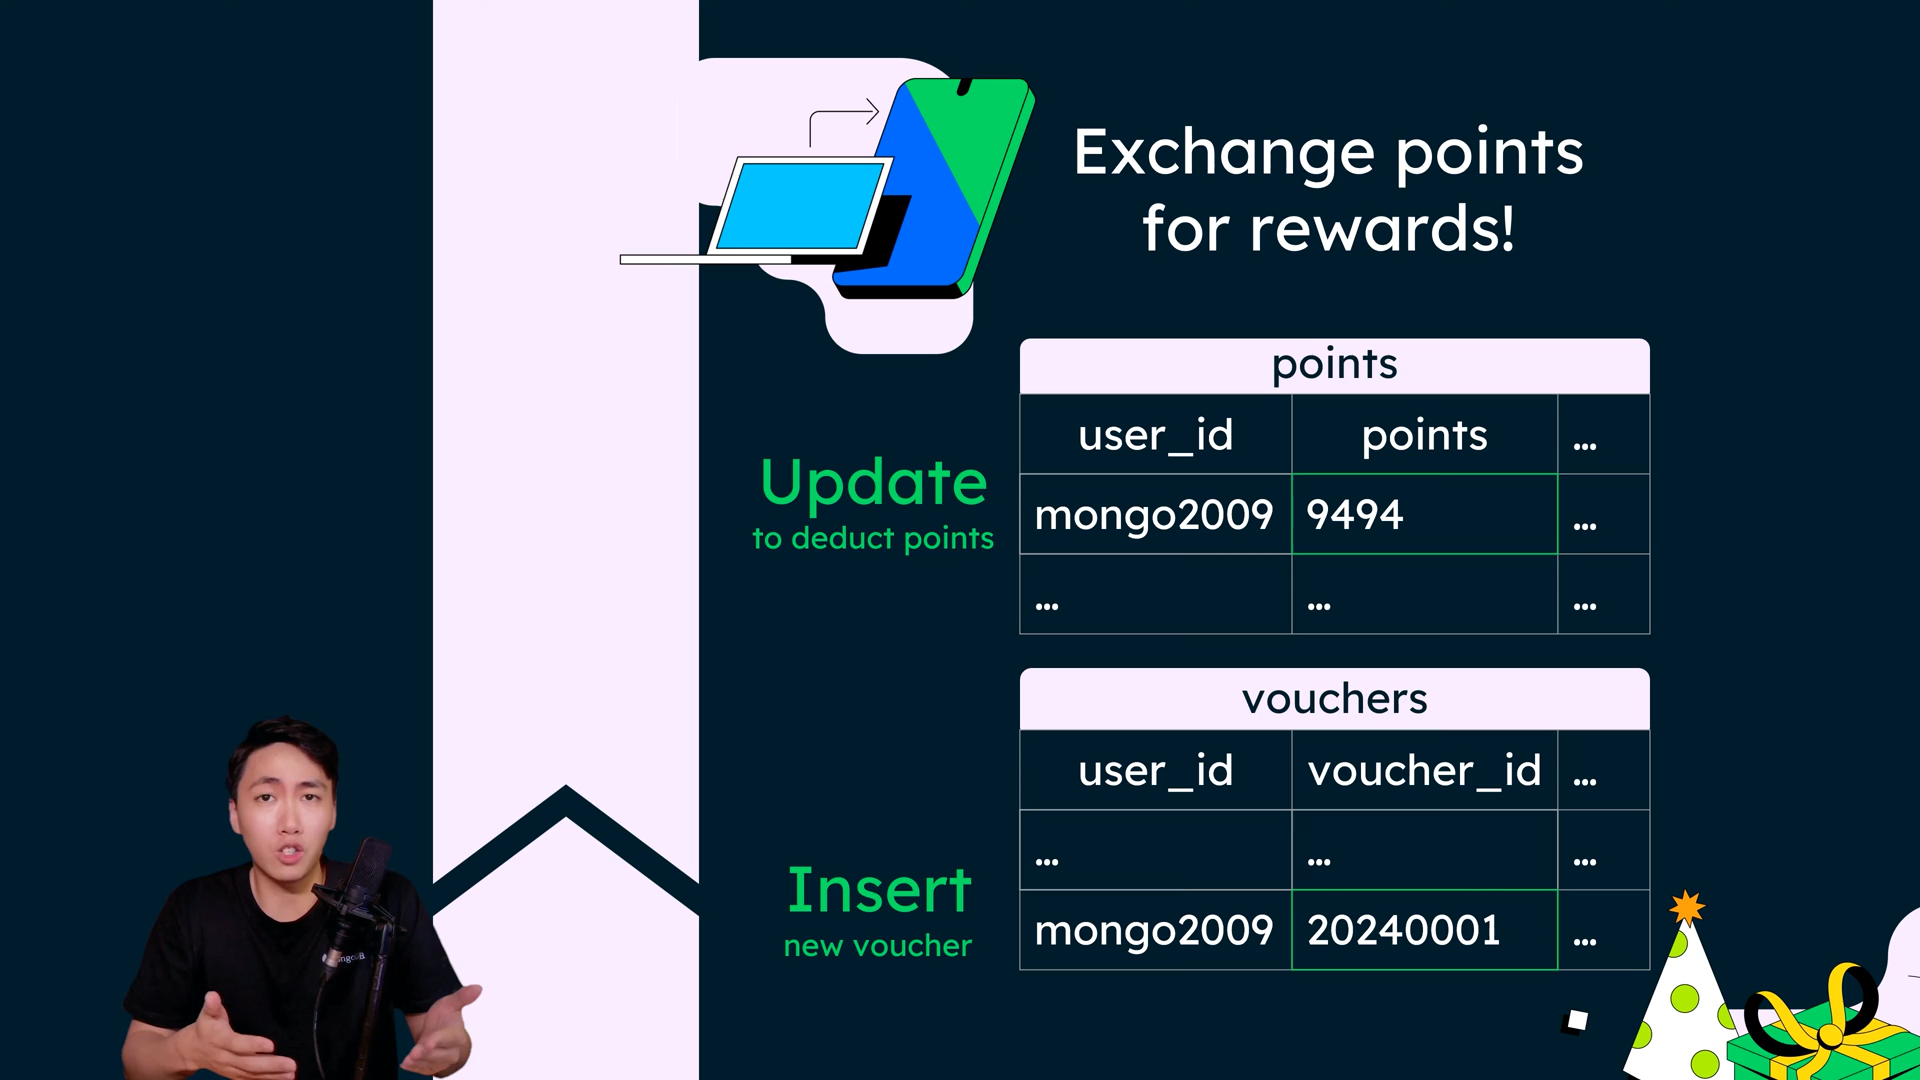 Exchange points
for rewards!
points
user_id points ...
Update
to deduct points
mongo2009 9494 ...
... ... ...
vouchers
user_id voucher_id ...
... ... ...
Insert
new voucher
mongo2009 20240001 ...